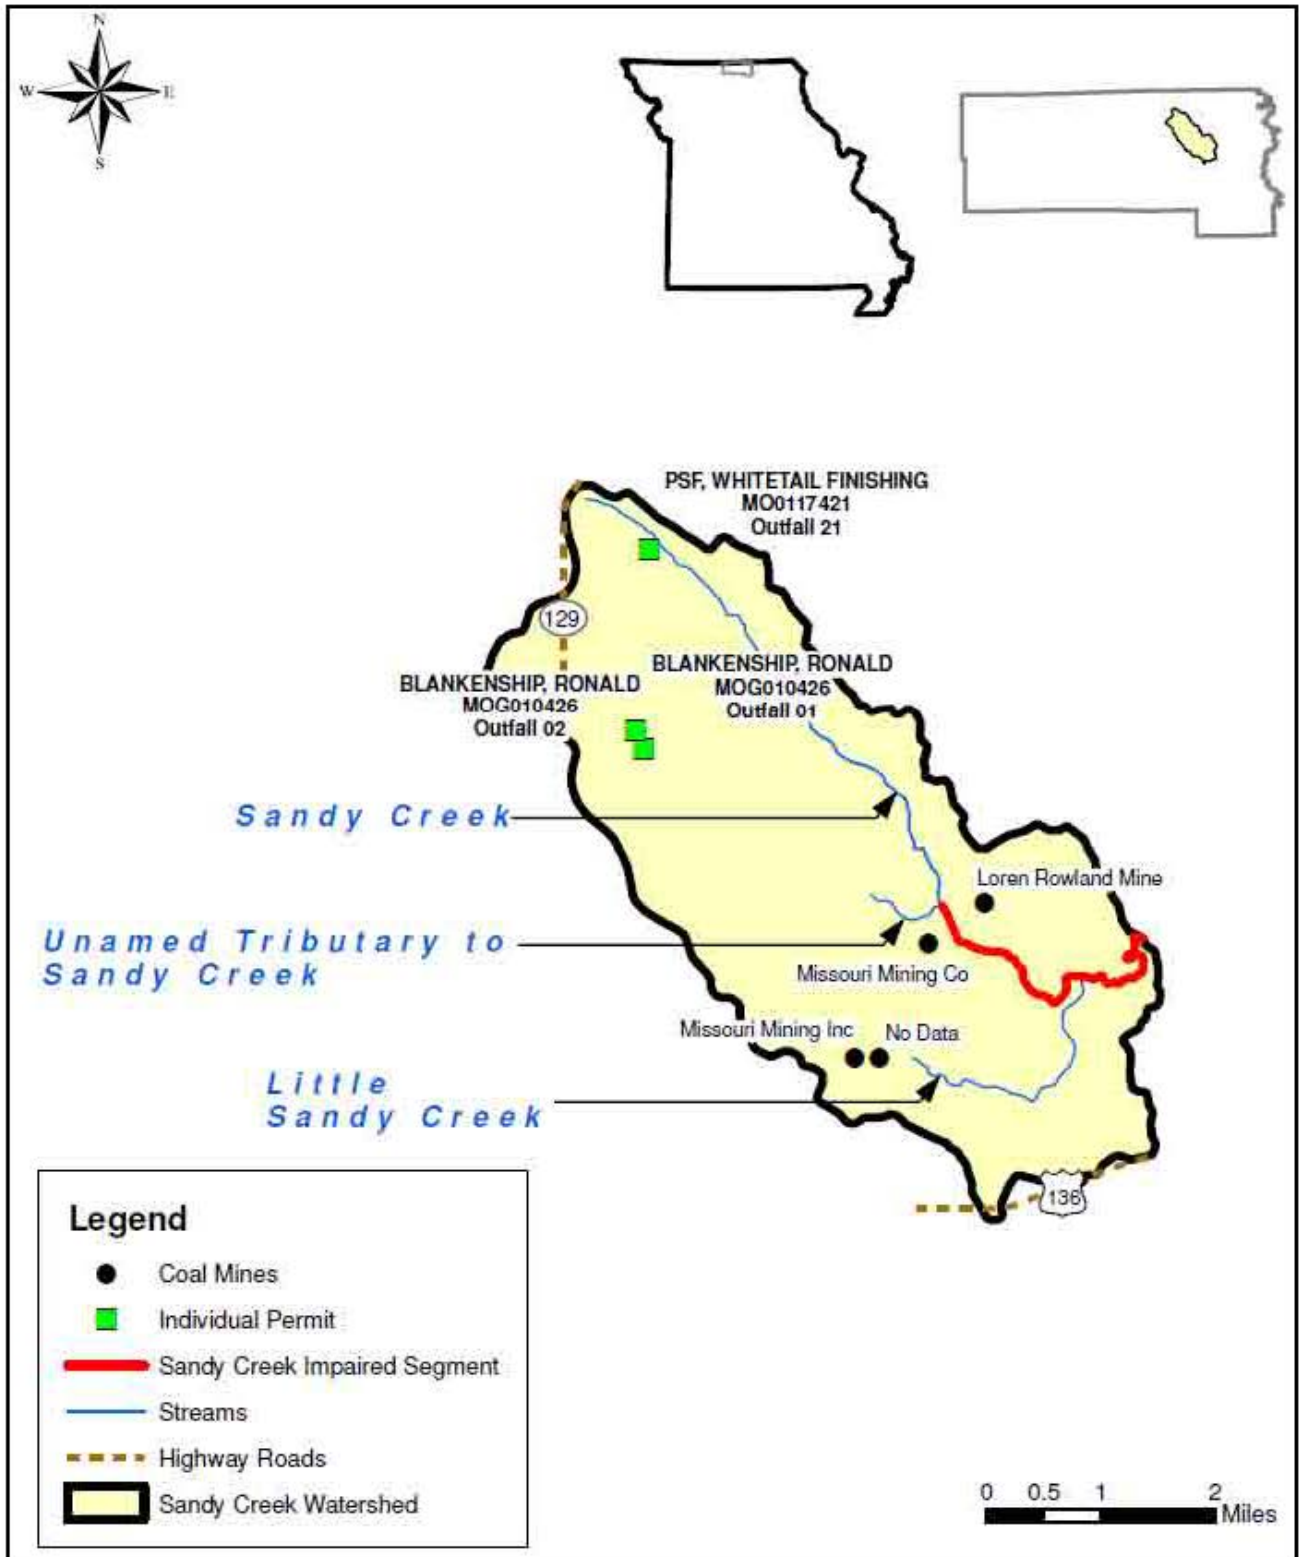 N
W E
S
PSF, WHITETAIL FINISHING
MO0117421
Outfall 21
129
BLANKENSHIP, RONALD
MOG010426
Outfall 01
BLANKENSHIP, RONALD
MOG010426
Outfall 02
Sandy Creek
Loren Rowland Mine
Unamed Tributary to
Sandy Creek
Missouri Mining Co
Missouri Mining Inc
No Data
Little
Sandy Creek
136
Legend
Coal Mines
Individual Permit
Sandy Creek Impaired Segment
Streams
Highway Roads
Sandy Creek Watershed
0 0.5 1 2
Miles